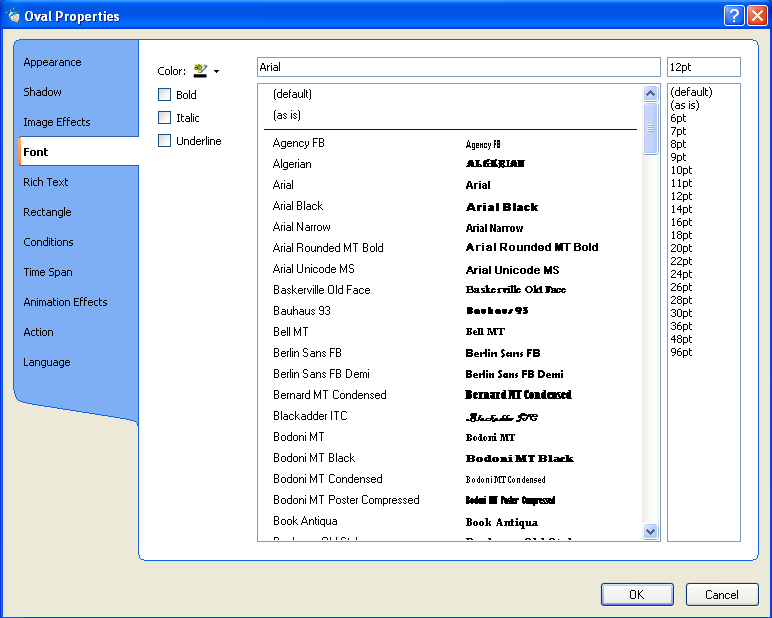 Oval Properties
Appearance
Shadow
Image Effects
Font
Rich Text
Rectangle
Conditions
Time Span
Animation Effects
Action
Language
Color:
Bold
Italic
Underline
Arial
(default)
(as is)
Agency FB Agency FB
Algerian ALGERIAN
Arial Arial
Arial Black Arial Black
Arial Narrow Arial Narrow
Arial Rounded MT Bold Arial Rounded MT Bold
Arial Unicode MS Arial Unicode MS
Baskerville Old Face Baskerville Old Face
Bauhaus 93 Bauhaus 93
Bell MT Bell MT
Berlin Sans FB Berlin Sans FB
Berlin Sans FB Demi Berlin Sans FB Demi
Bernard MT Condensed Bernard MT Condensed
Blackadder ITC Blackadder ITC
Bodoni MT Bodoni MT
Bodoni MT Black Bodoni MT Black
Bodoni MT Condensed Bodoni MT Condensed
Bodoni MT Poster Compressed Bodoni MT Poster Compressed
Book Antiqua Book Antiqua
12pt
(default)
(as is)
6pt
7pt
8pt
9pt
10pt
11pt
12pt
14pt
16pt
18pt
20pt
22pt
24pt
26pt
28pt
30pt
36pt
48pt
96pt
OK
Cancel